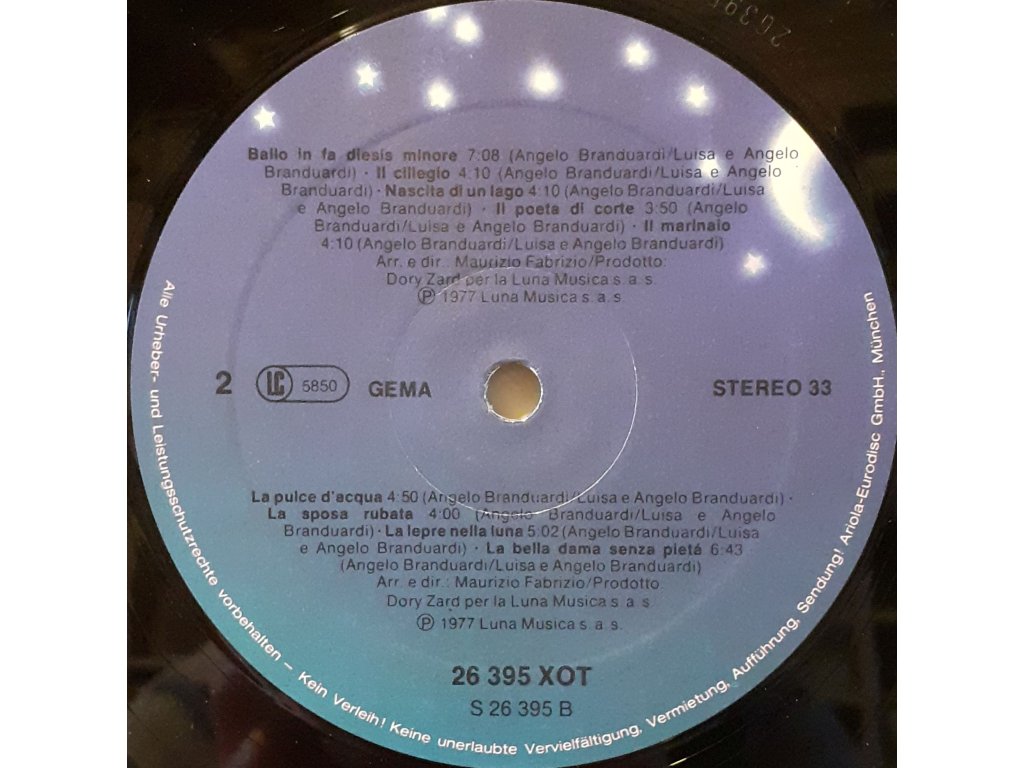 Ballo in fa diesis minore 7:08 (Angelo Branduardi/Luisa e Angelo
Branduardi) · Il ciliegio 4:10 (Angelo Branduardi/Luisa e Angelo
Branduardi) · Nascita di un lago 4:10 (Angelo Branduardi/Luisa
e Angelo Branduardi) · Il poeta di corte 3:50 (Angelo
Branduardi/Luisa e Angelo Branduardi) · Il marinaio
4:10 (Angelo Branduardi/Luisa e Angelo Branduardi)
Arr. e dir.: Maurizio Fabrizio/Prodotto:
Dory Zard per la Luna Musica s. a. s.
Ⓟ 1977 Luna Musica s. a. s.
2 LC 5850 GEMA STEREO 33
La pulce d'acqua 4:50 (Angelo Branduardi/Luisa e Angelo Branduardi) ·
La sposa rubata 4:00 (Angelo Branduardi/Luisa e Angelo
Branduardi) · La lepre nella luna 5:02 (Angelo Branduardi/Luisa
e Angelo Branduardi) · La bella dama senza pietá 6:43
(Angelo Branduardi/Luisa e Angelo Branduardi)
Arr. e dir.: Maurizio Fabrizio/Prodotto
Dory Zard per la Luna Musica s. a. s.
Ⓟ 1977 Luna Musica s. a. s.
26 395 XOT
S 26 395 B
Alle Urheber- und Leistungsschutzrechte vorbehalten – Kein Verleih! Keine unerlaubte Vervielfältigung, Vermietung, Aufführung, Sendung! Ariola-Eurodisc GmbH., München